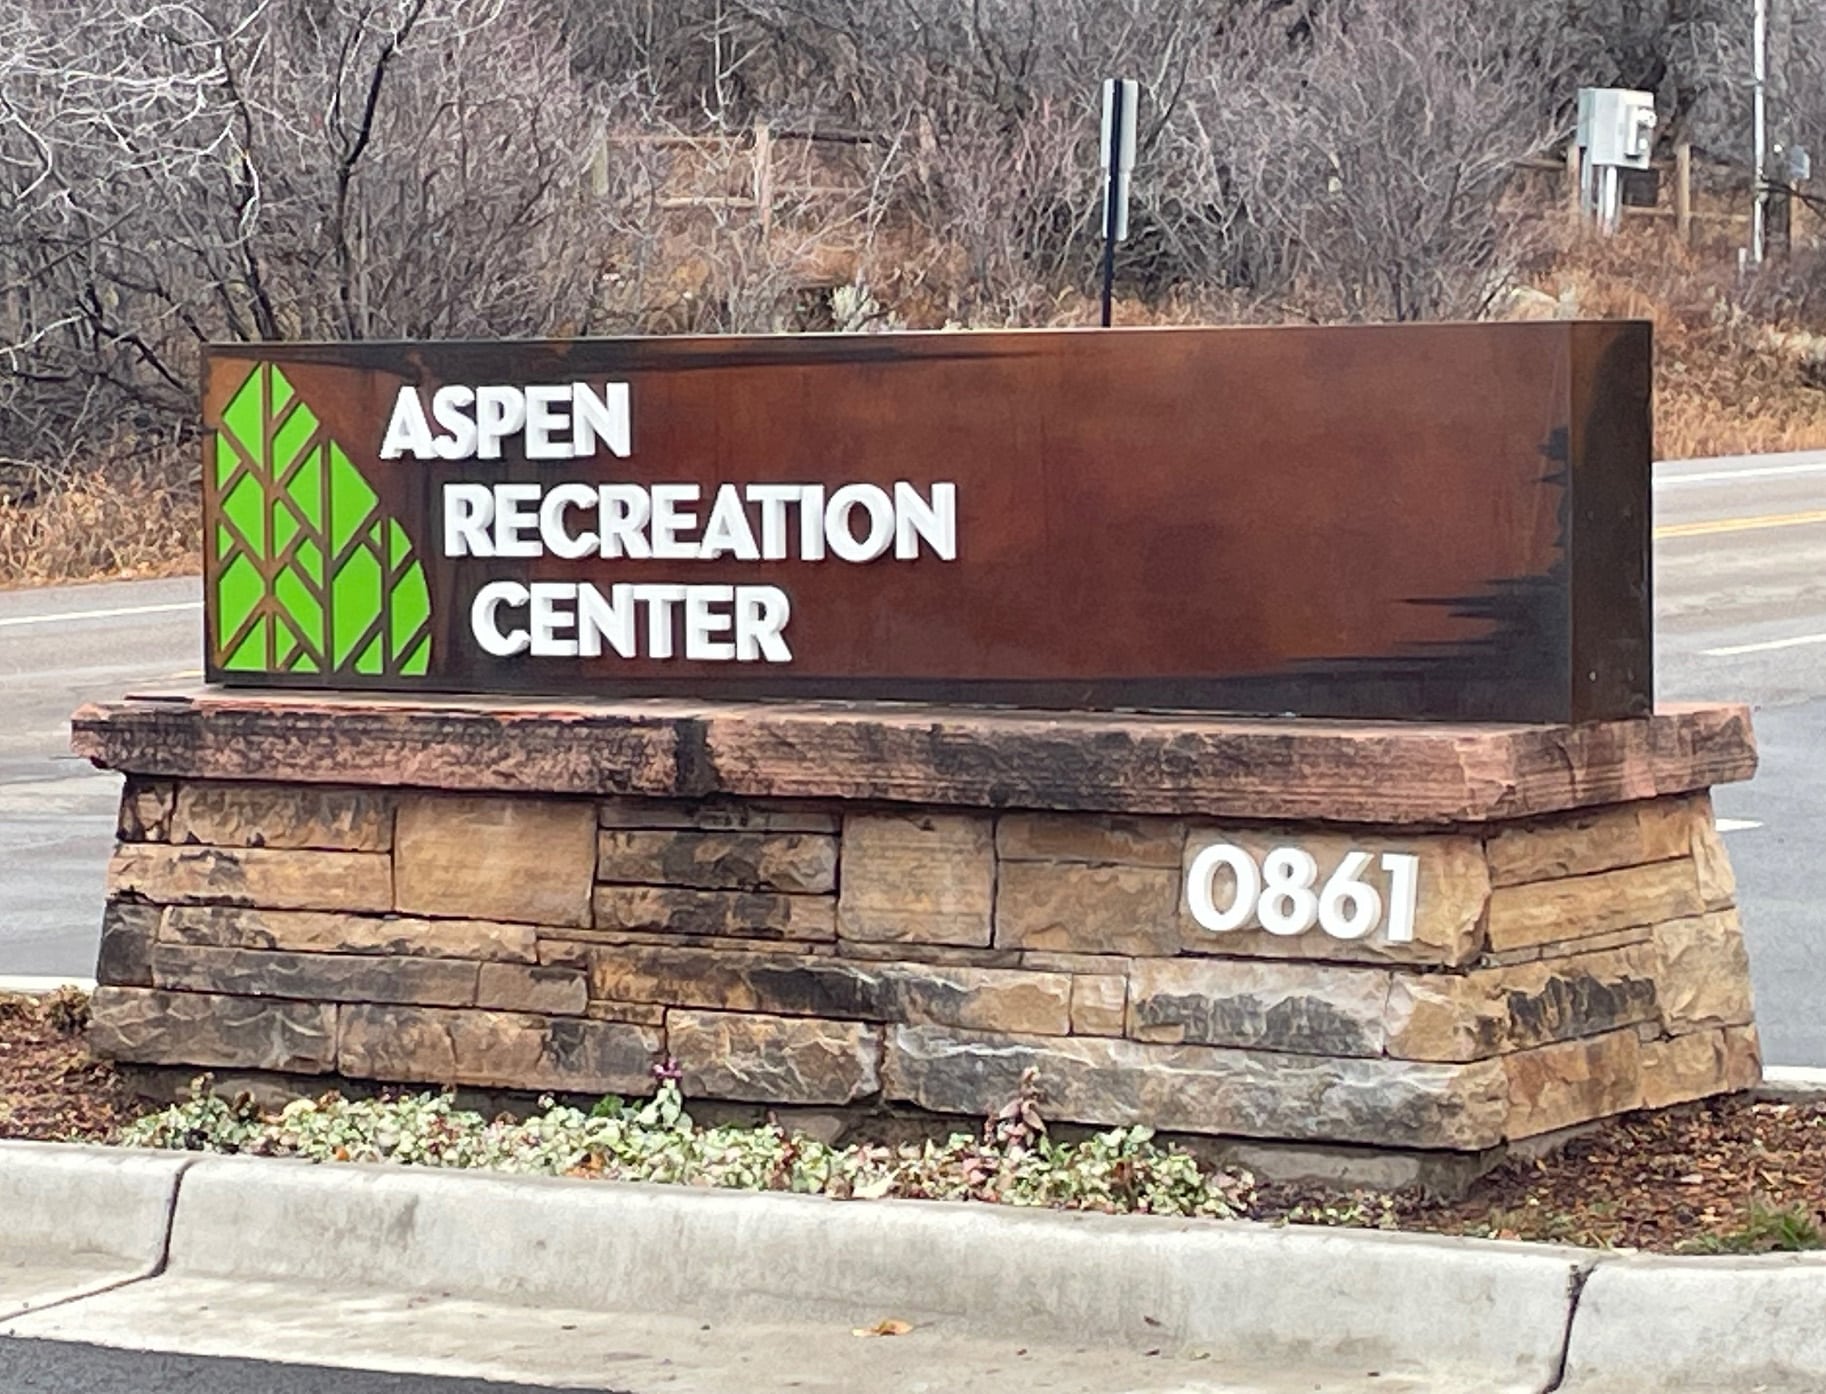 ASPEN
RECREATION
CENTER
0861